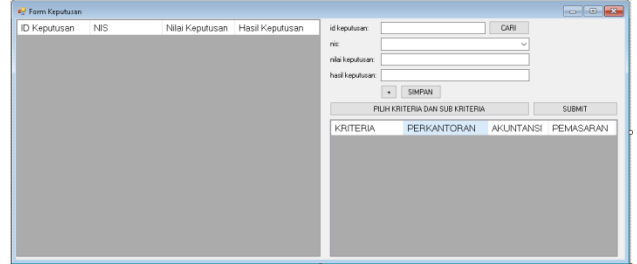 Form Keputusan
ID Keputusan NIS Nilai Keputusan Hasil Keputusan
id keputusan: CARI
nis:
nilai keputusan:
hasil keputusan:
+ SIMPAN
PILIH KRITERIA DAN SUB KRITERIA SUBMIT
KRITERIA PERKANTORAN AKUNTANSI PEMASARAN